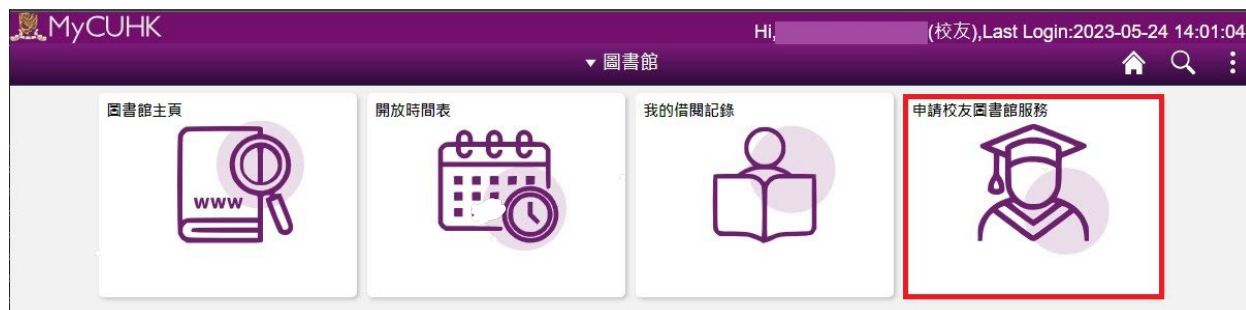 MyCUHK
Hi, (校友),Last Login:2023-05-24 14:01:04
▼ 圖書館
圖書館主頁
開放時間表
我的借閱記錄
申請校友圖書館服務
www